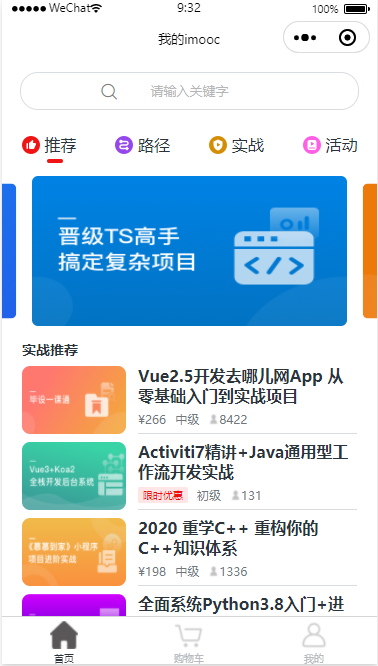 WeChat
9:32
100%
我的imooc
请输入关键字
推荐
路径
实战
活动
晋级TS高手
搞定复杂项目
实战推荐
毕设一课通
Vue2.5开发去哪儿网App 从
零基础入门到实战项目
¥266 中级 8422
Vue3+Koa2
全栈开发后台系统
Activiti7精讲+Java通用型工
作流开发实战
限时优惠 初级 131
《慕慕到家》小程序
项目进阶实战
2020 重学C++ 重构你的
C++知识体系
¥198 中级 1336
全面系统Python3.8入门+进
首页
购物车
我的